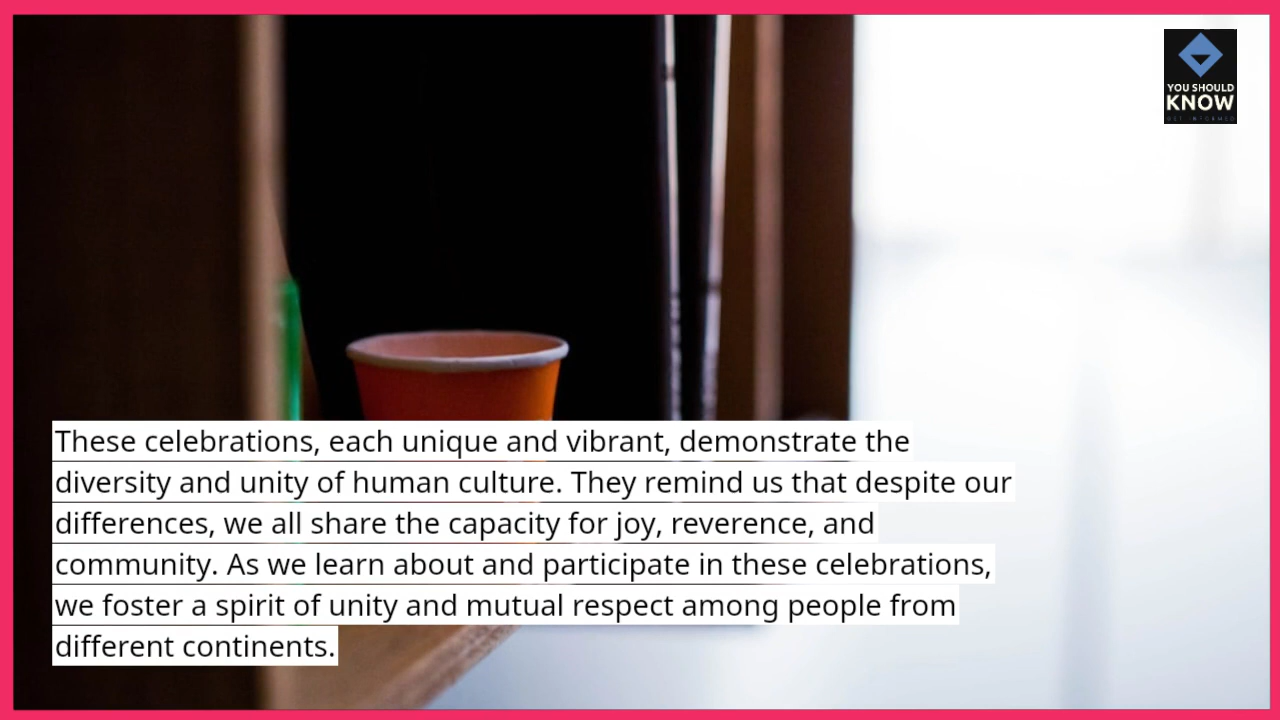 YOU SHOULD
KNOW
GET INFORMED
These celebrations, each unique and vibrant, demonstrate the
diversity and unity of human culture. They remind us that despite our
differences, we all share the capacity for joy, reverence, and
community. As we learn about and participate in these celebrations,
we foster a spirit of unity and mutual respect among people from
different continents.